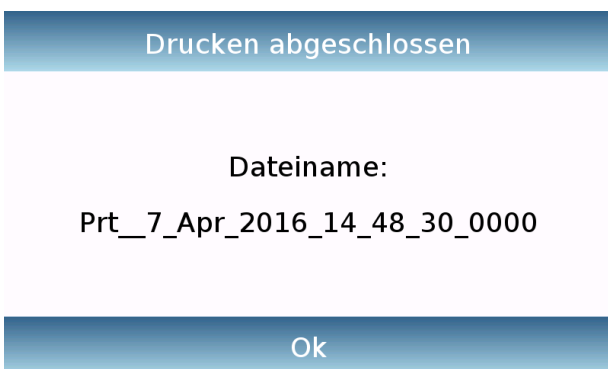 Drucken abgeschlossen
Dateiname:
Prt__7_Apr_2016_14_48_30_0000
Ok